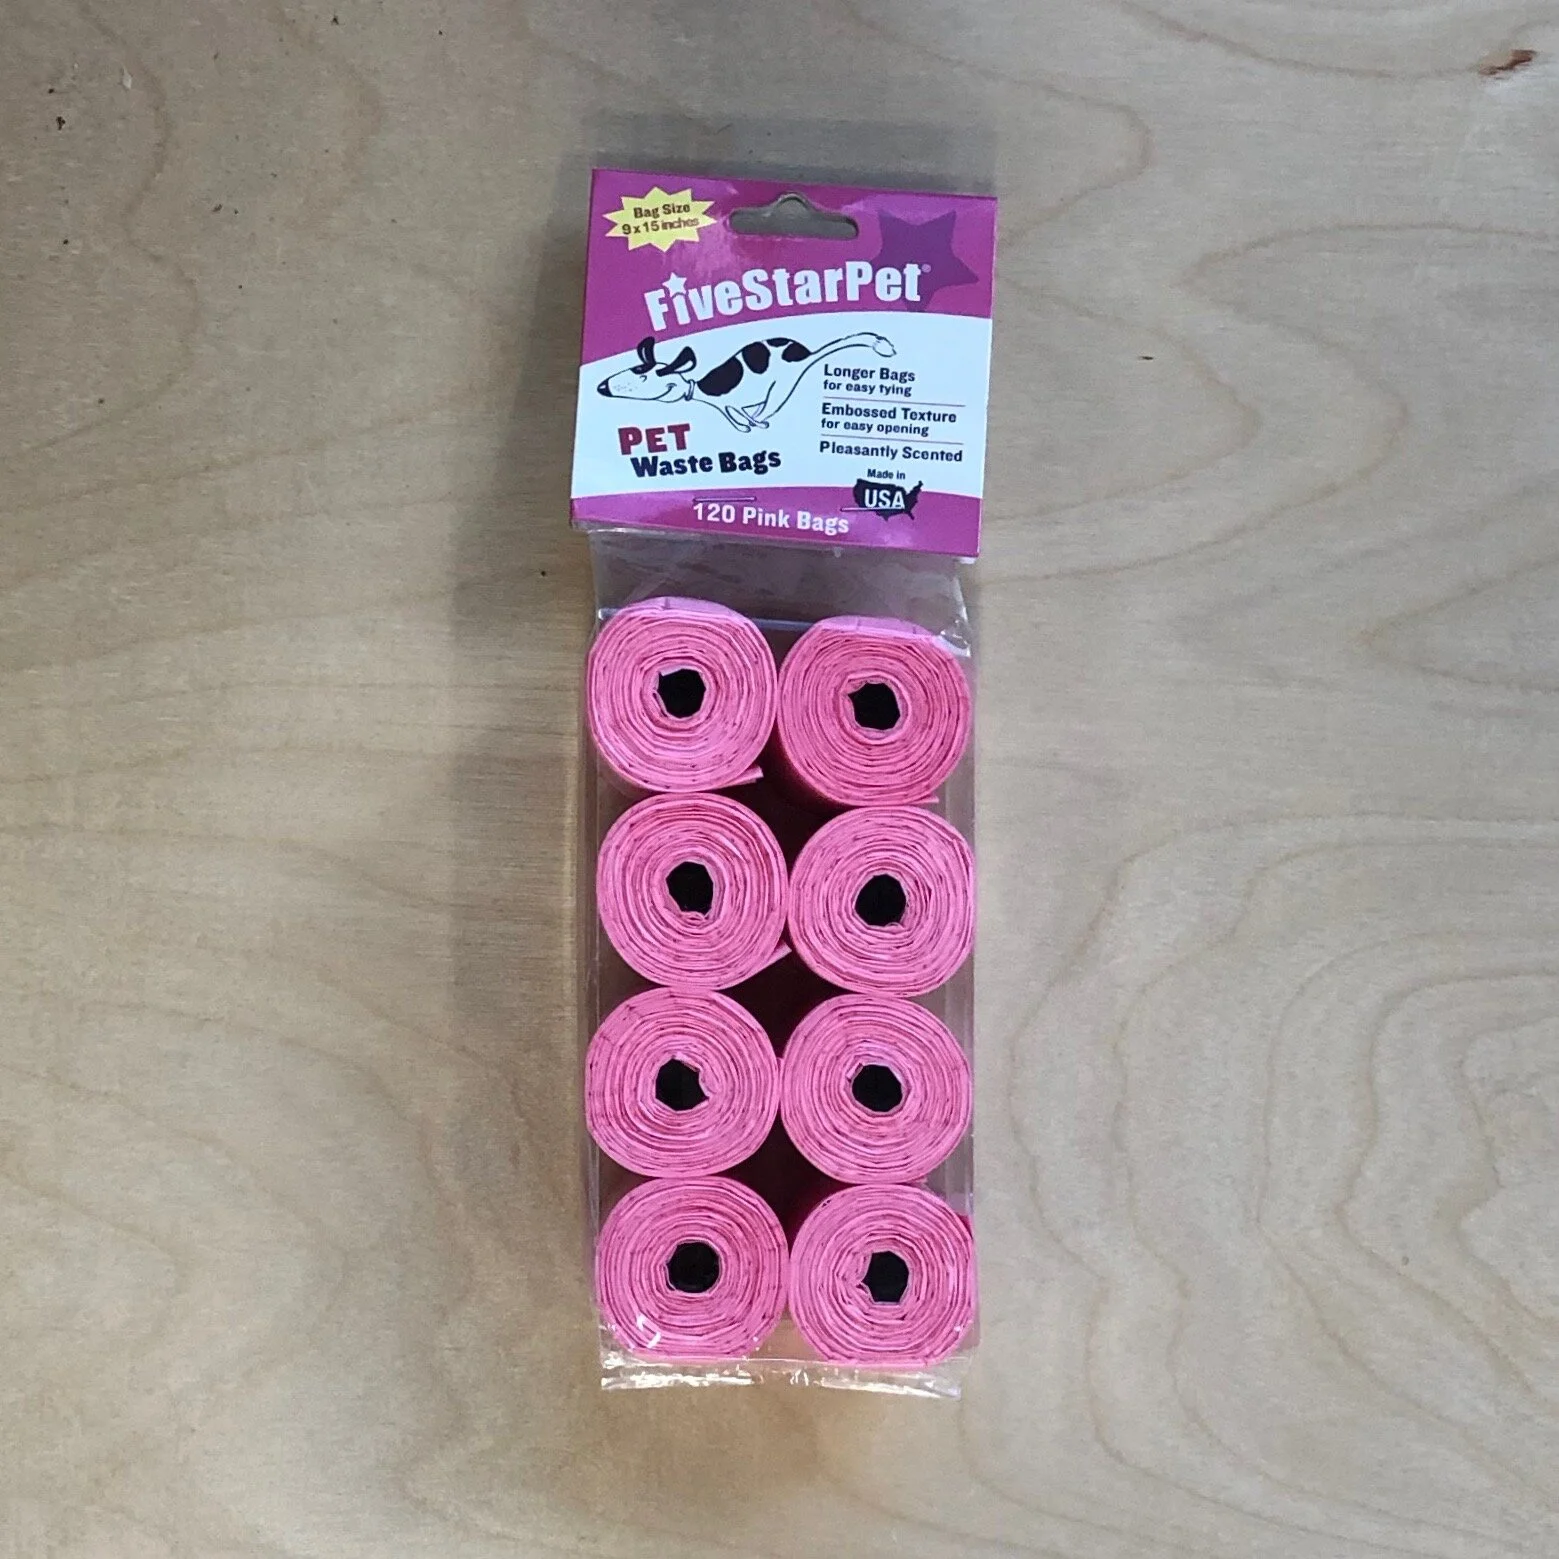 Bag Size
9 x 15 inches
FiveStarPet®
Longer Bags
for easy tying
Embossed Texture
for easy opening
Pleasantly Scented
PET
Waste Bags
Made in
USA
120 Pink Bags